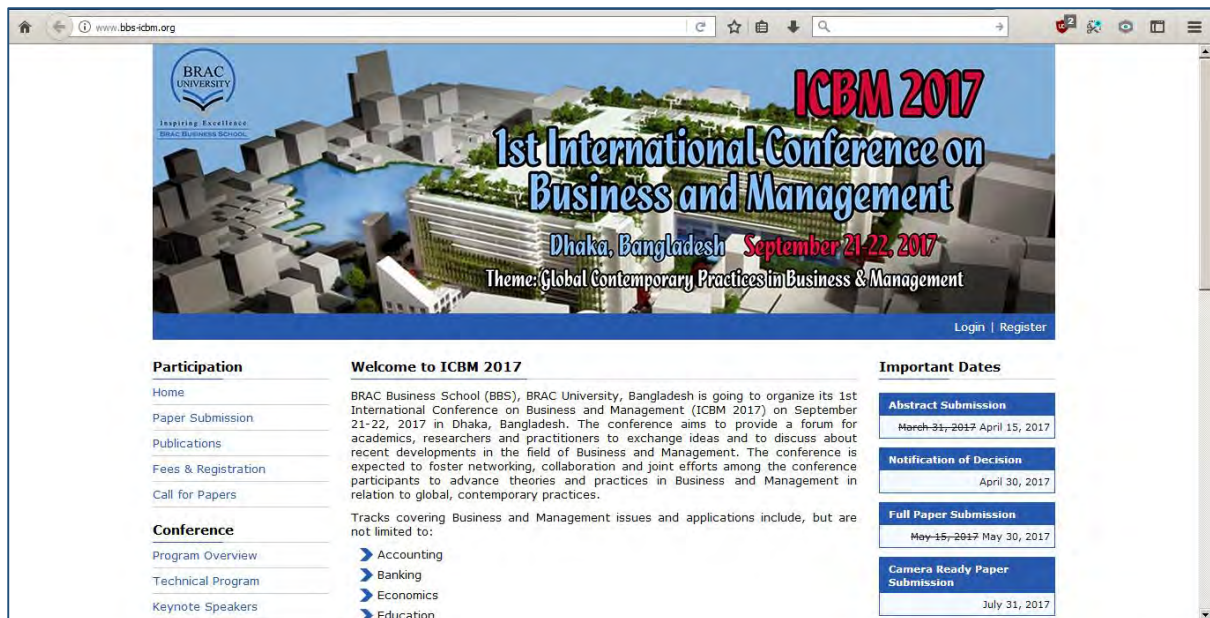 www.bbs-icbm.org
2
BRAC
UNIVERSITY
Inspiring Excellence
BRAC BUSINESS SCHOOL
ICBM 2017
1st International Conference on
Business and Management
Dhaka, Bangladesh September 21-22, 2017
Theme: Global Contemporary Practices in Business & Management
Login | Register
Participation
Home
Paper Submission
Publications
Fees & Registration
Call for Papers
Conference
Program Overview
Technical Program
Keynote Speakers
Welcome to ICBM 2017
BRAC Business School (BBS), BRAC University, Bangladesh is going to organize its 1st
International Conference on Business and Management (ICBM 2017) on September
21-22, 2017 in Dhaka, Bangladesh. The conference aims to provide a forum for
academics, researchers and practitioners to exchange ideas and to discuss about
recent developments in the field of Business and Management. The conference is
expected to foster networking, collaboration and joint efforts among the conference
participants to advance theories and practices in Business and Management in
relation to global, contemporary practices.
Tracks covering Business and Management issues and applications include, but are
not limited to:
Accounting
Banking
Economics
Education
Important Dates
Abstract Submission
March 31, 2017 April 15, 2017
Notification of Decision
April 30, 2017
Full Paper Submission
May 15, 2017 May 30, 2017
Camera Ready Paper
Submission
July 31, 2017